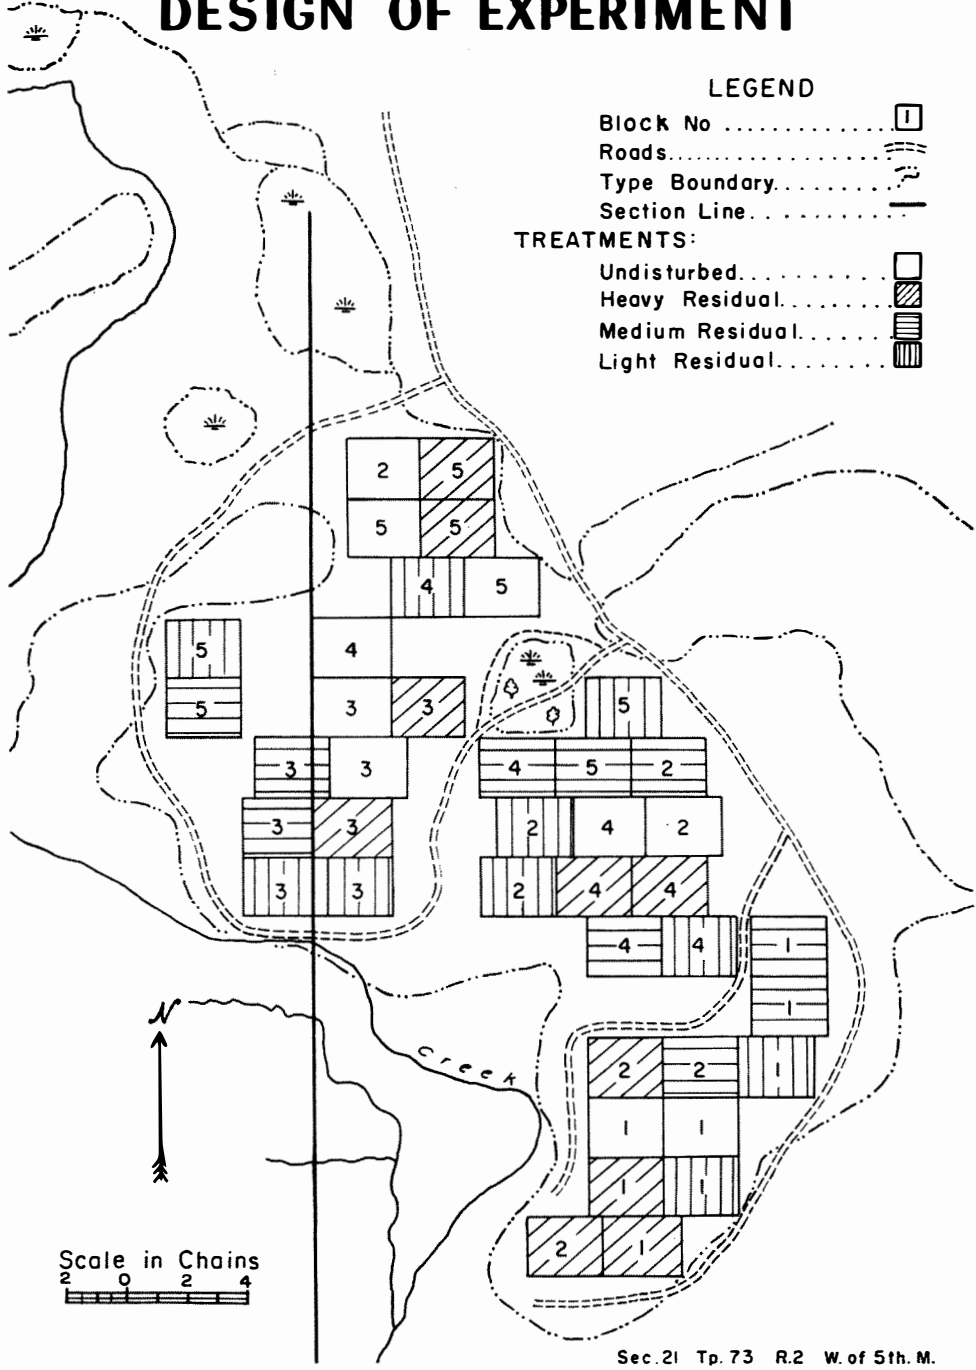 DESIGN OF EXPERIMENT
LEGEND
Block No .............. 1
Roads....................
Type Boundary..........
Section Line...........
TREATMENTS:
Undisturbed..........
Heavy Residual........
Medium Residual.......
Light Residual........
2 5
5 5
4 5
5 4
5 3 3 5
3 3 4 5 2
3 3 2 4 2
3 3 2 4 4
4 4 1
1
N
Creek
2 2 1
1 1
1 1
2 1
Scale in Chains
2 0 2 4
Sec.21 Tp.73 R.2 W.of 5th.M.